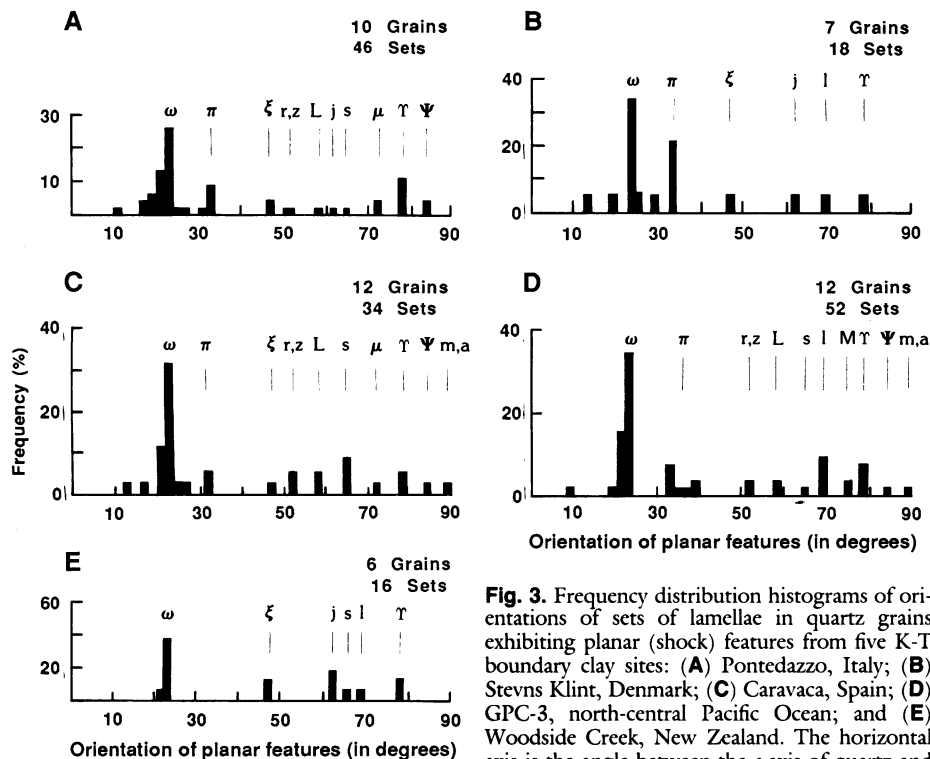 A
10 Grains
46 Sets
ω π ξ r,z L j s μ ϒ Ψ
30
10
10 30 50 70 90
B
7 Grains
18 Sets
ω π ξ j l ϒ
40
20
0
10 30 50 70 90
C
12 Grains
34 Sets
ω π ξ r,z L s μ ϒ Ψ m,a
40
20
0
10 30 50 70 90
Frequency (%)
D
12 Grains
52 Sets
ω π r,z L s l M ϒ Ψ m,a
40
20
0
10 30 50 70 90
Orientation of planar features (in degrees)
E
6 Grains
16 Sets
ω ξ j s l ϒ
60
20
10 30 50 70 90
Orientation of planar features (in degrees)
Fig. 3. Frequency distribution histograms of ori-
entations of sets of lamellae in quartz grains
exhibiting planar (shock) features from five K-T
boundary clay sites: (A) Pontedazzo, Italy; (B)
Stevns Klint, Denmark; (C) Caravaca, Spain; (D)
GPC-3, north-central Pacific Ocean; and (E)
Woodside Creek, New Zealand. The horizontal